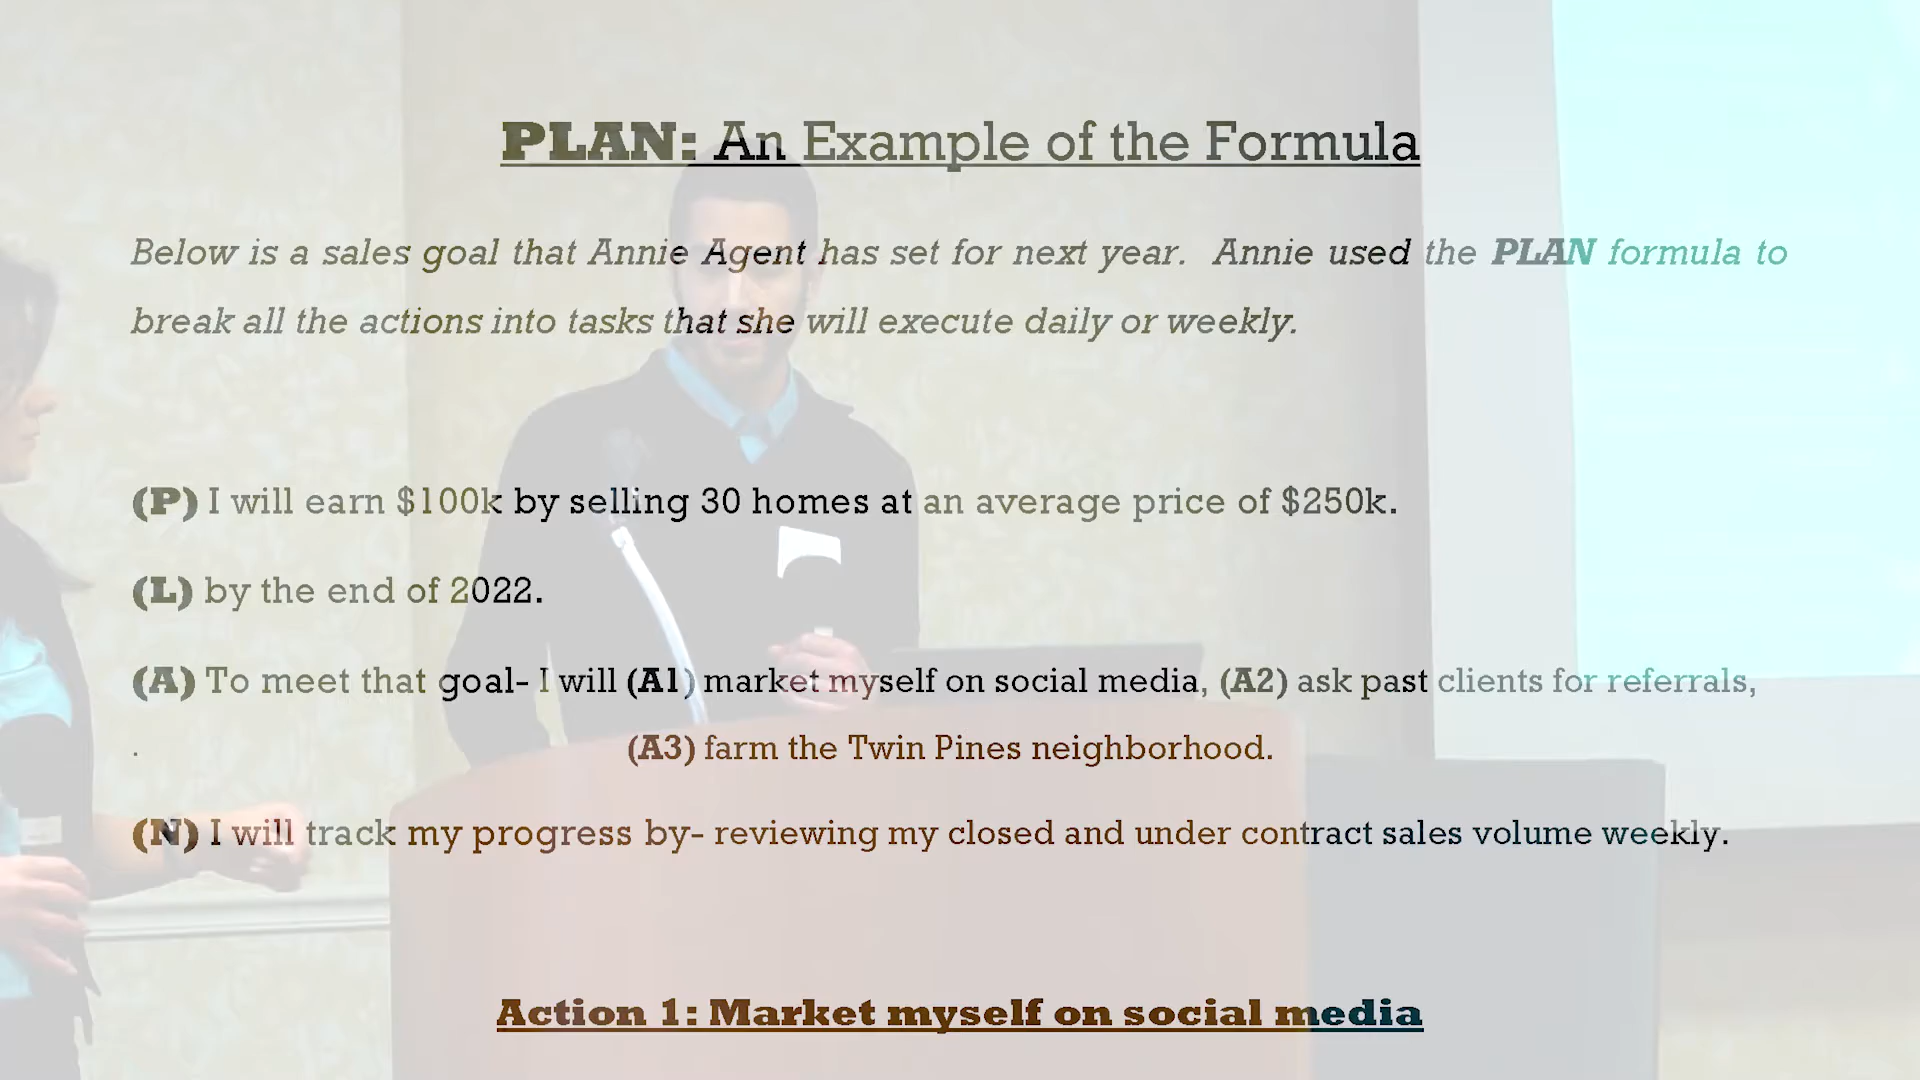 PLAN: An Example of the Formula
Below is a sales goal that Annie Agent has set for next year. Annie used the PLAN formula to
break all the actions into tasks that she will execute daily or weekly.
(P) I will earn $100k by selling 30 homes at an average price of $250k.
(L) by the end of 2022.
(A) To meet that goal- I will (A1) market myself on social media, (A2) ask past clients for referrals,
. (A3) farm the Twin Pines neighborhood.
(N) I will track my progress by- reviewing my closed and under contract sales volume weekly.
Action 1: Market myself on social media